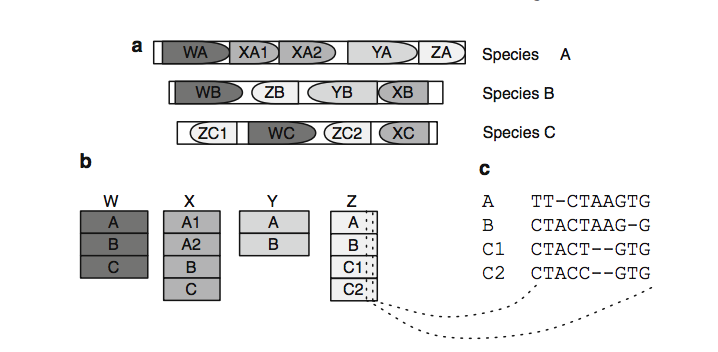 a
WA XA1 XA2 YA ZA Species A
WB ZB YB XB Species B
ZC1 WC ZC2 XC Species C
b
W X Y Z
A A1 A A
B A2 B B
C B C1
C C2
c
A TT-CTAAGTG
B CTACTAAG-G
C1 CTACT--GTG
C2 CTACC--GTG